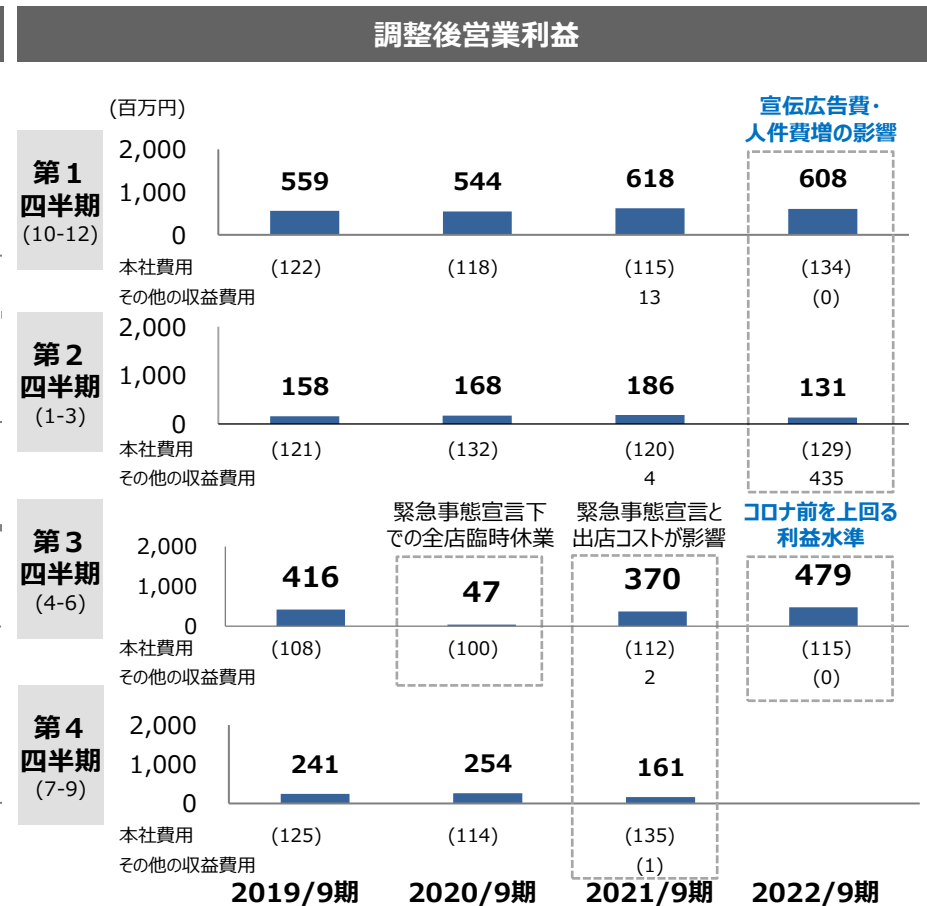 調整後営業利益
(百万円)
宣伝広告費・
人件費増の影響
第1
四半期
(10-12)
2,000
1,000
0
559 544 618 608
本社費用 (122) (118) (115) (134)
その他の収益費用 13 (0)
第2
四半期
(1-3)
2,000
1,000
0
158 168 186 131
本社費用 (121) (132) (120) (129)
その他の収益費用 4 435
緊急事態宣言下
での全店臨時休業
緊急事態宣言と
出店コストが影響
コロナ前を上回る
利益水準
第3
四半期
(4-6)
2,000
1,000
0
416 47 370 479
本社費用 (108) (100) (112) (115)
その他の収益費用 2 (0)
第4
四半期
(7-9)
2,000
1,000
0
241 254 161
本社費用 (125) (114) (135)
その他の収益費用 (1)
2019/9期 2020/9期 2021/9期 2022/9期